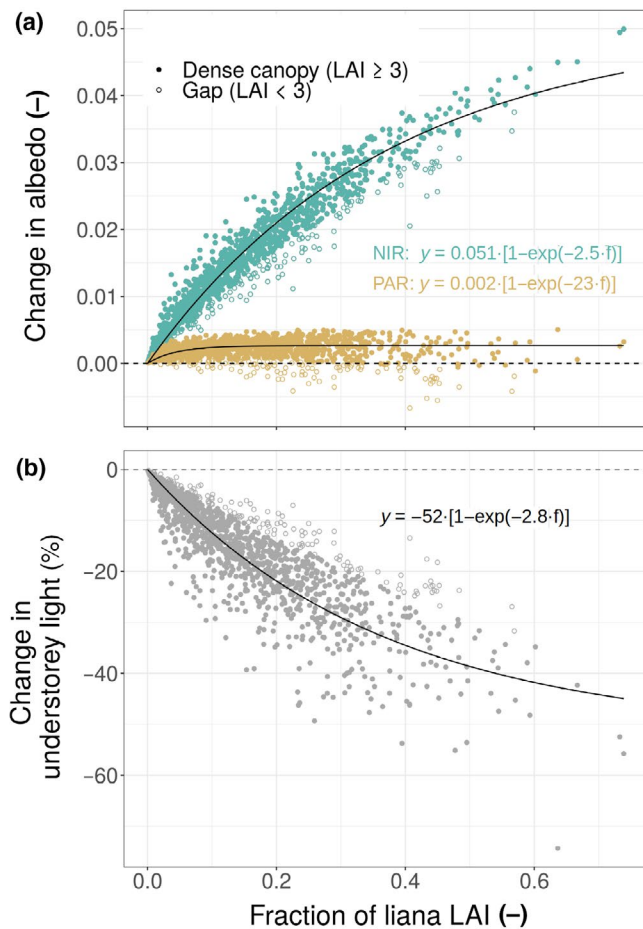 (a)
0.05
0.04
0.03
0.02
0.01
0.00
Change in albedo (–)
Dense canopy (LAI ≥ 3)
Gap (LAI < 3)
NIR: y = 0.051·[1–exp(–2.5·f)]
PAR: y = 0.002·[1–exp(–23·f)]
(b)
0
–20
–40
–60
Change in
understorey light (%)
y = –52·[1–exp(–2.8·f)]
0.0 0.2 0.4 0.6
Fraction of liana LAI (–)